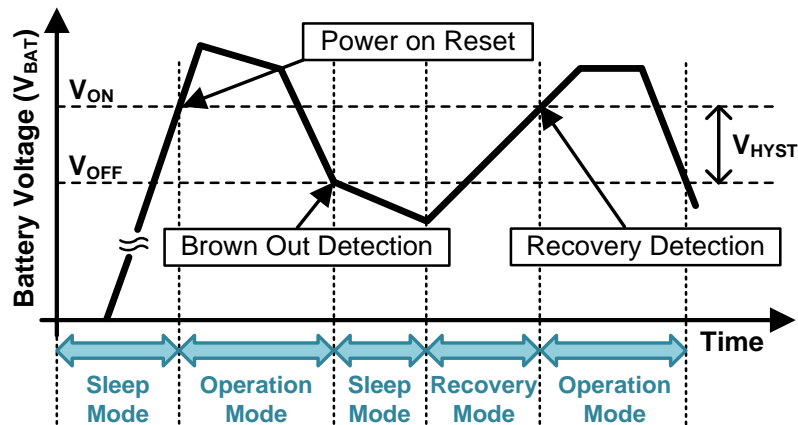 Battery Voltage (VBAT)
Power on Reset
VON
VOFF
VHYST
Brown Out Detection
Recovery Detection
Time
Sleep
Mode
Operation
Mode
Sleep
Mode
Recovery
Mode
Operation
Mode